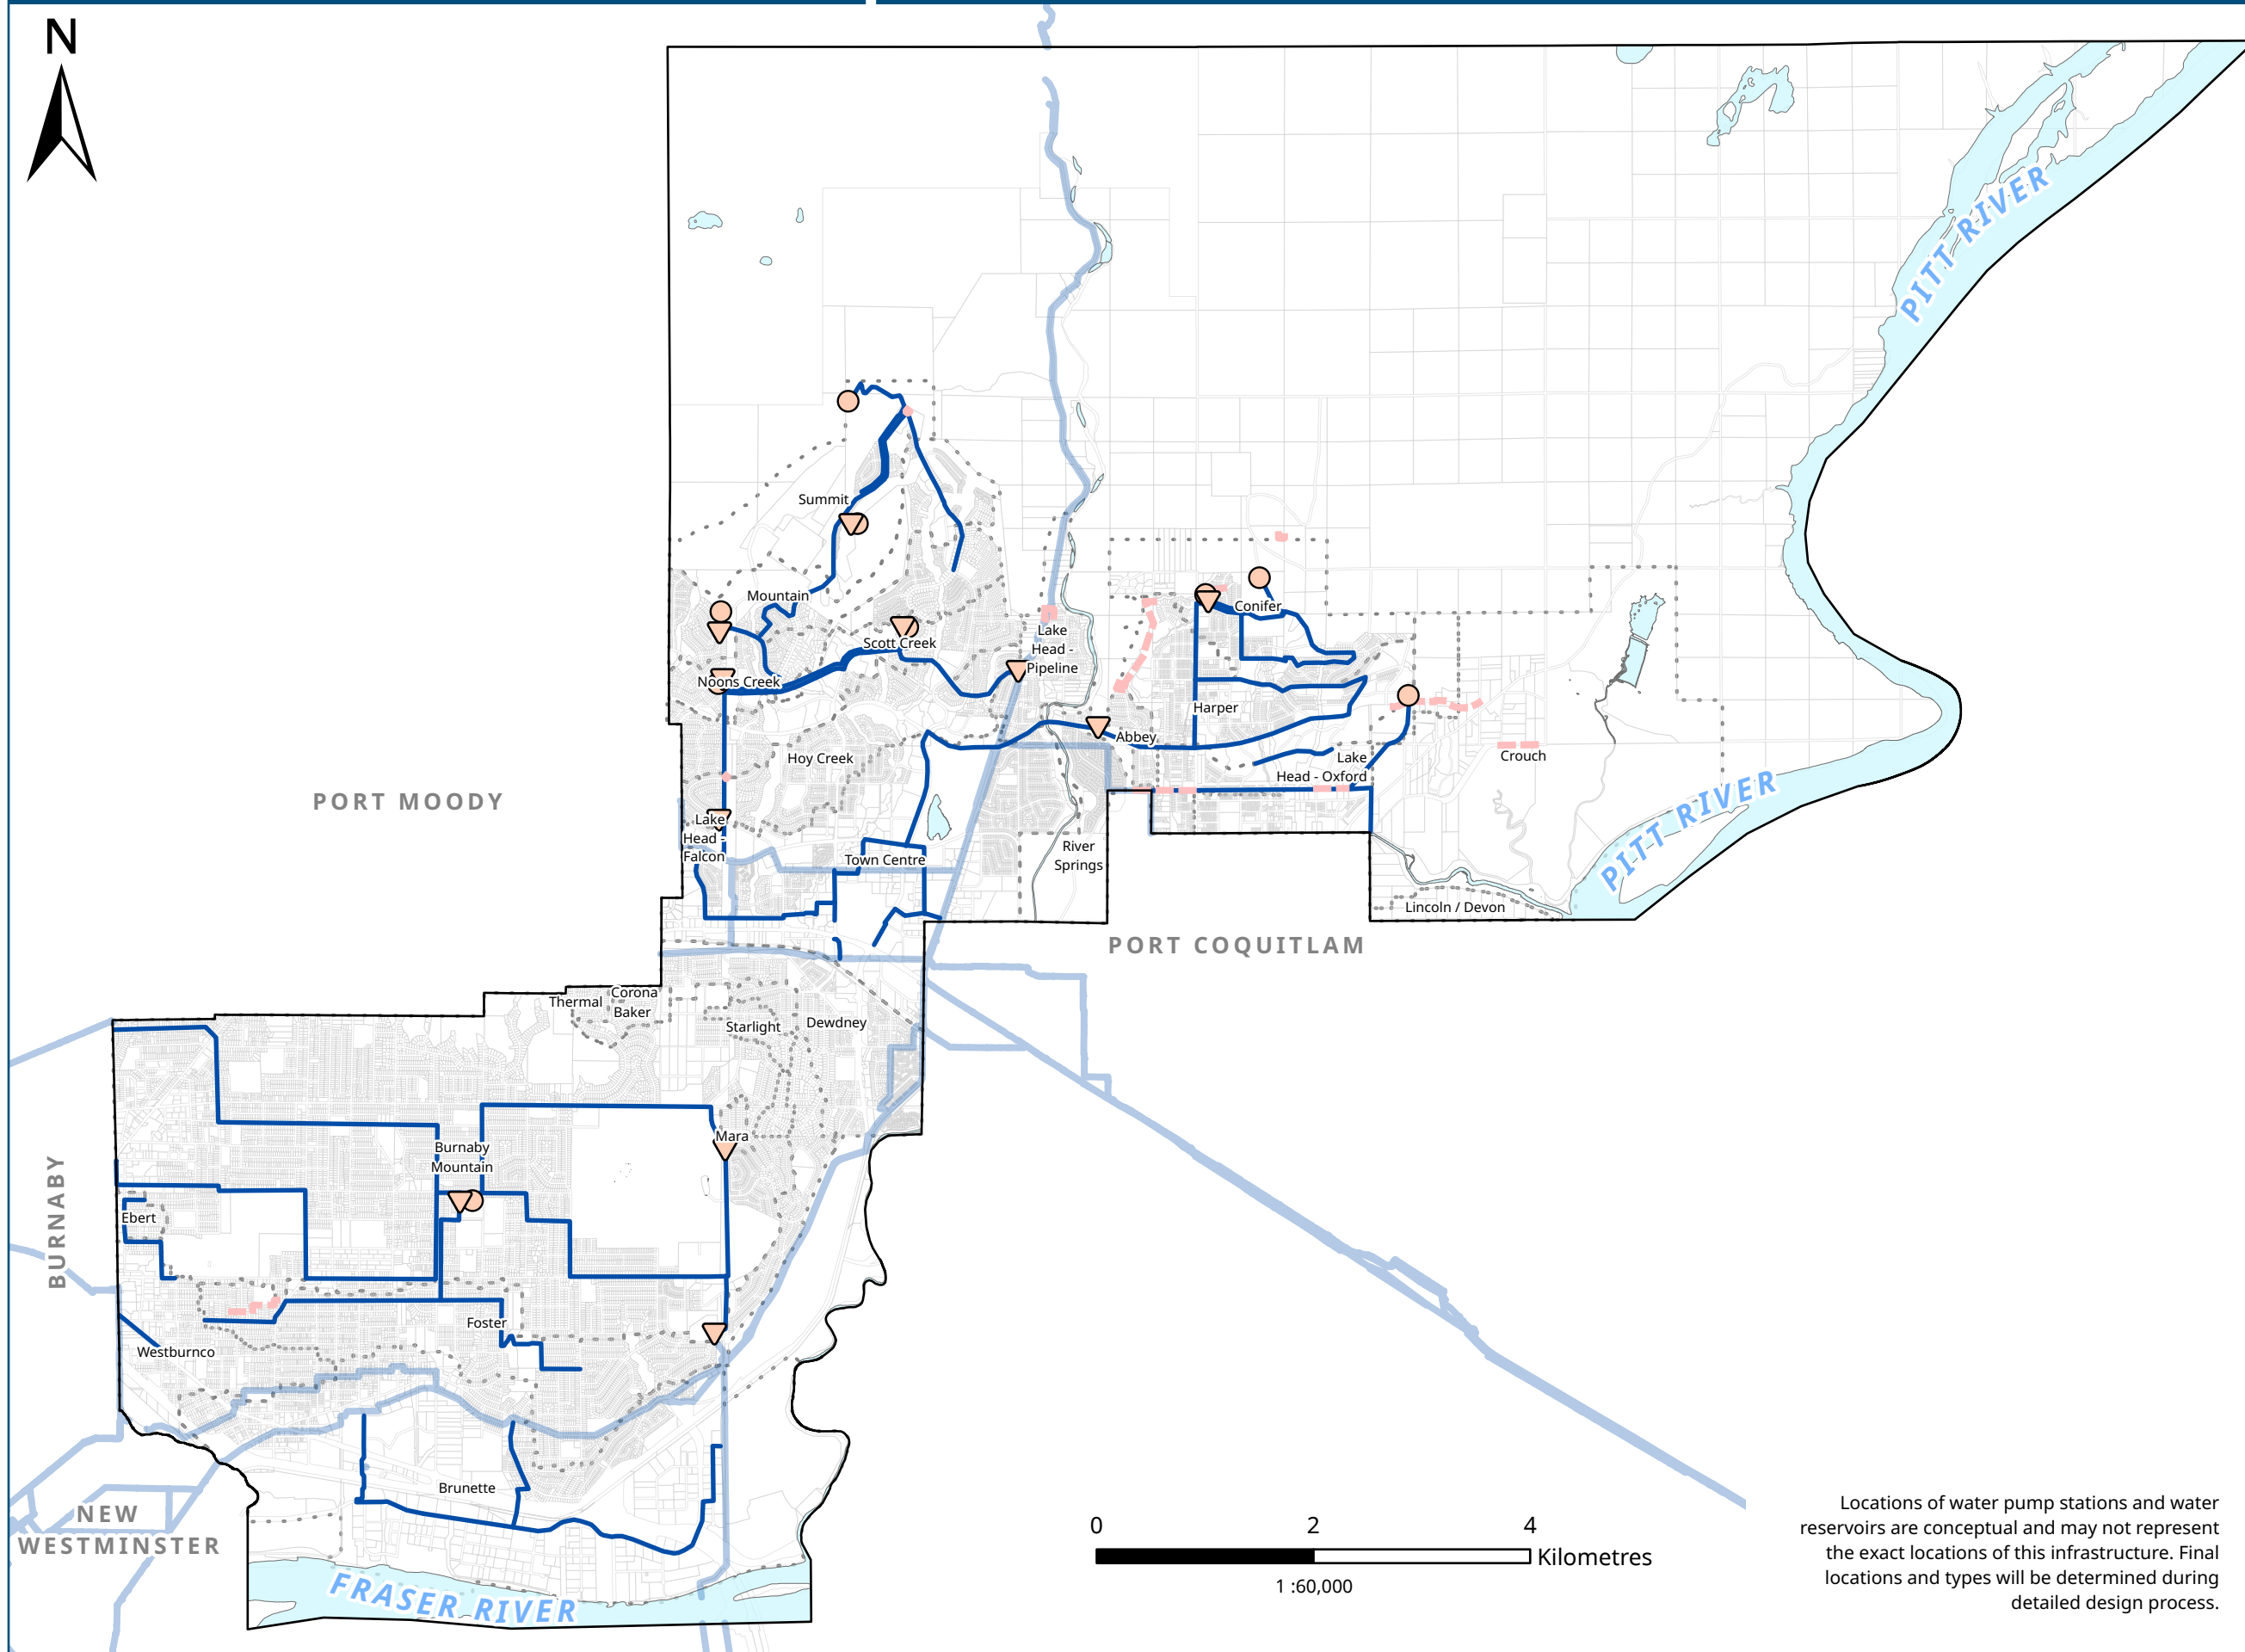 N
PITT RIVER
Summit
Mountain
Conifer
Scott Creek
Lake
Head -
Pipeline
Noons Creek
Harper
Abbey
Hoy Creek
Lake
Head - Oxford
Crouch
PORT MOODY
PITT RIVER
Lake
Head -
Falcon
Town Centre
River
Springs
Lincoln / Devon
PORT COQUITLAM
Thermal
Corona
Baker
Starlight
Dewdney
Mara
Burnaby
Mountain
BURNABY
Ebert
Foster
Westburnco
Brunette
NEW
WESTMINSTER
FRASER RIVER
0 2 4
Kilometres
1 :60,000
Locations of water pump stations and water
reservoirs are conceptual and may not represent
the exact locations of this infrastructure. Final
locations and types will be determined during
detailed design process.